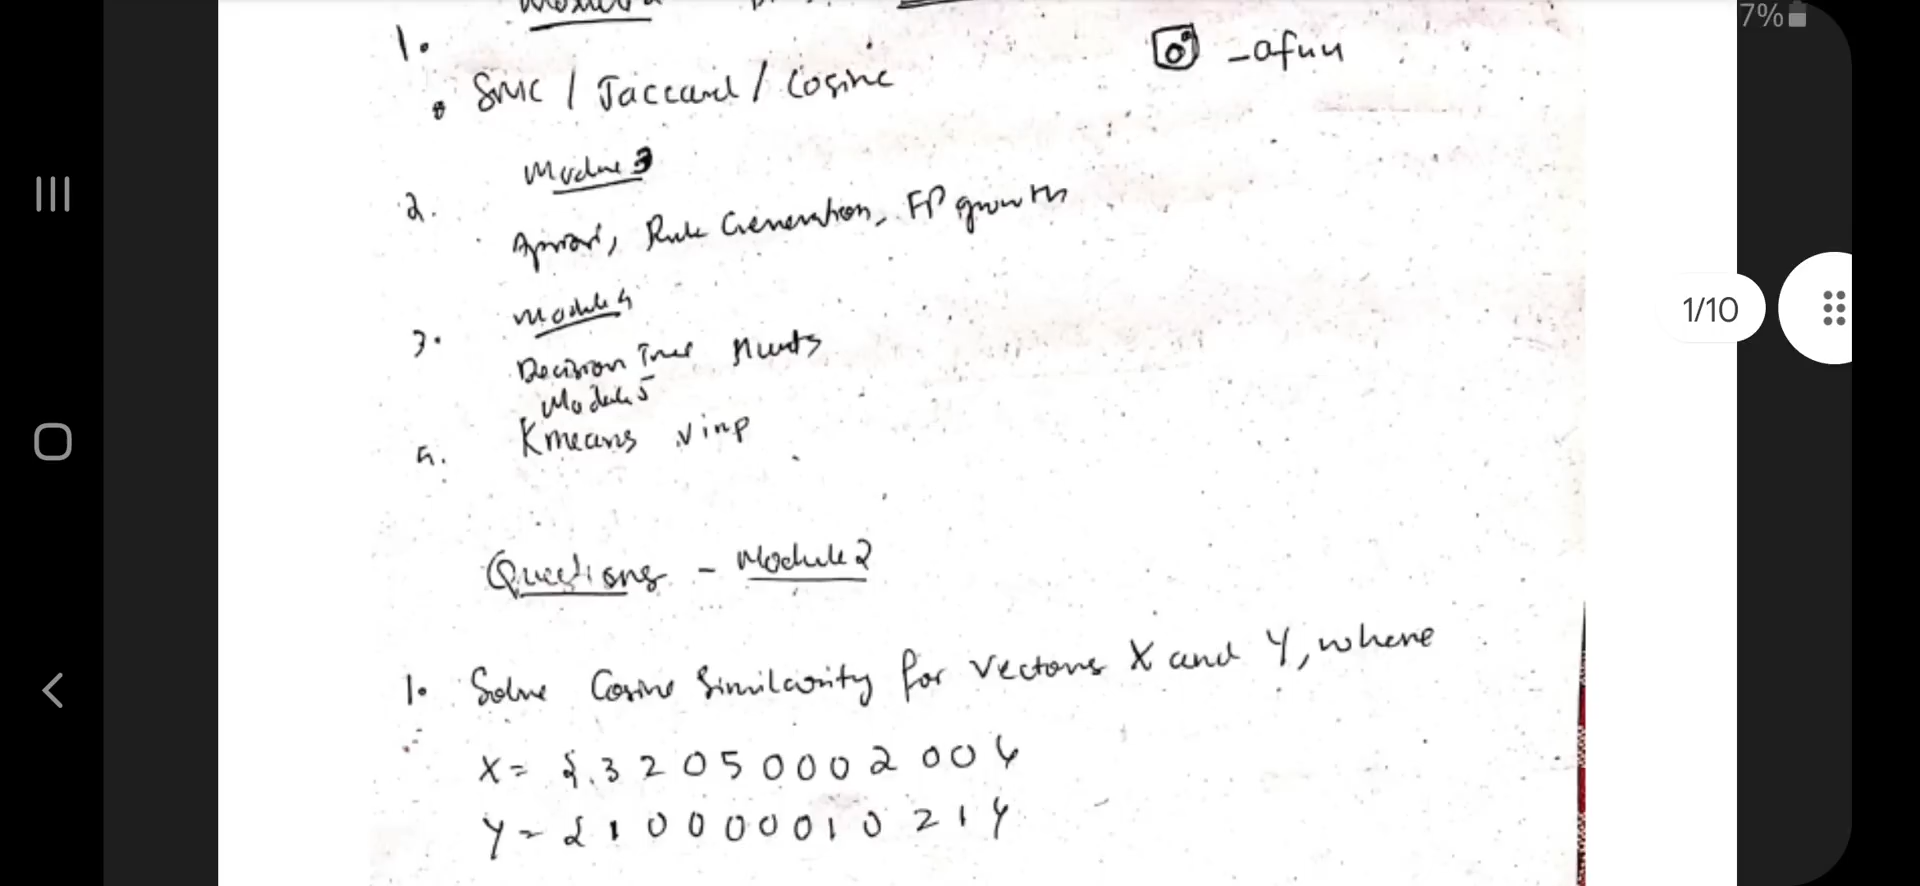 7%
1.
_afuu
• SMC / Jaccard / Cosine
Module 3
2.
Apriori, Rule Generation, FP growth
Module 4
3.
Decision Tree Hunts
Module 5
4. Kmeans vimp
1/10
Questions - Module 2
1. Solve Cosine Similarity for vectors X and Y, where
X = {.3 2 0 5 0 0 0 2 0 0 }
Y = { 1 0 0 0 0 0 1 0 2 1 }